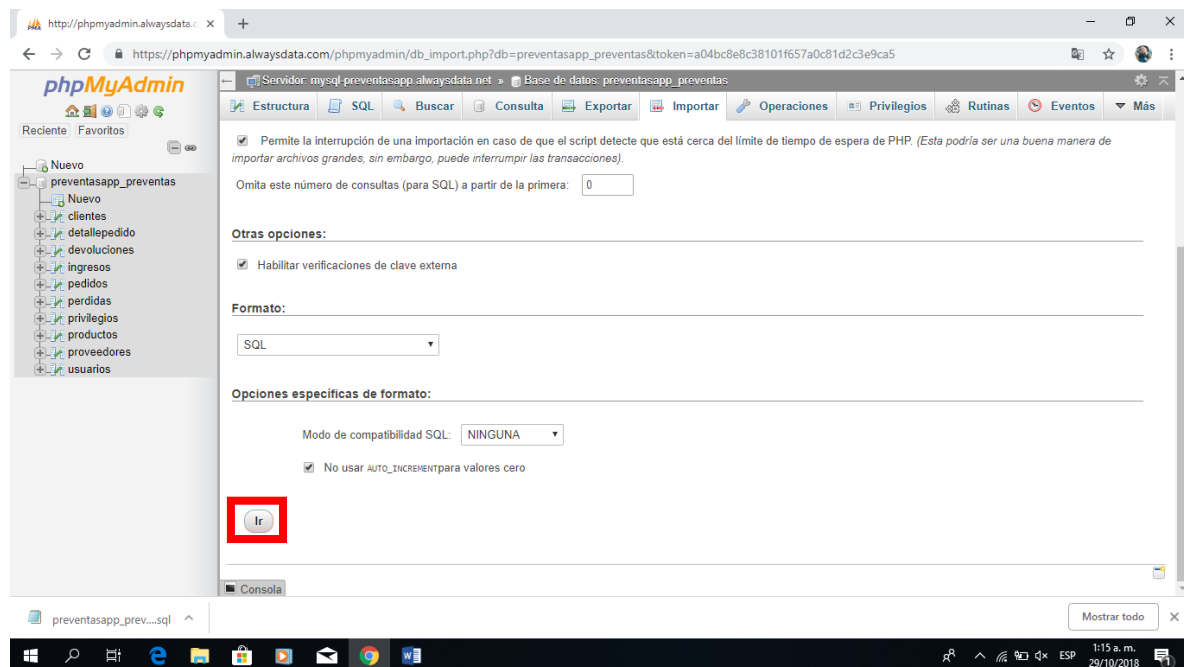 http://phpmyadmin.alwaysdata.c
https://phpmyadmin.alwaysdata.com/phpmyadmin/db_import.php?db=preventasapp_preventas&token=a04bc8e8c38101f657a0c81d2c3e9ca5
phpMyAdmin
Reciente Favoritos
Nuevo
preventasapp_preventas
Nuevo
clientes
detallepedido
devoluciones
ingresos
pedidos
perdidas
privilegios
productos
proveedores
usuarios
Servidor: mysql-preventasapp.alwaysdata.net » Base de datos: preventasapp_preventas
Estructura SQL Buscar Consulta Exportar Importar Operaciones Privilegios Rutinas Eventos Más
Permite la interrupción de una importación en caso de que el script detecte que está cerca del límite de tiempo de espera de PHP. (Esta podría ser una buena manera de
importar archivos grandes, sin embargo, puede interrumpir las transacciones).
Omita este número de consultas (para SQL) a partir de la primera: 0
Otras opciones:
Habilitar verificaciones de clave externa
Formato:
SQL
Opciones específicas de formato:
Modo de compatibilidad SQL: NINGUNA
No usar AUTO_INCREMENTpara valores cero
Ir
Consola
preventasapp_prev....sql
Mostrar todo
ESP
1:15 a. m.
29/10/2018